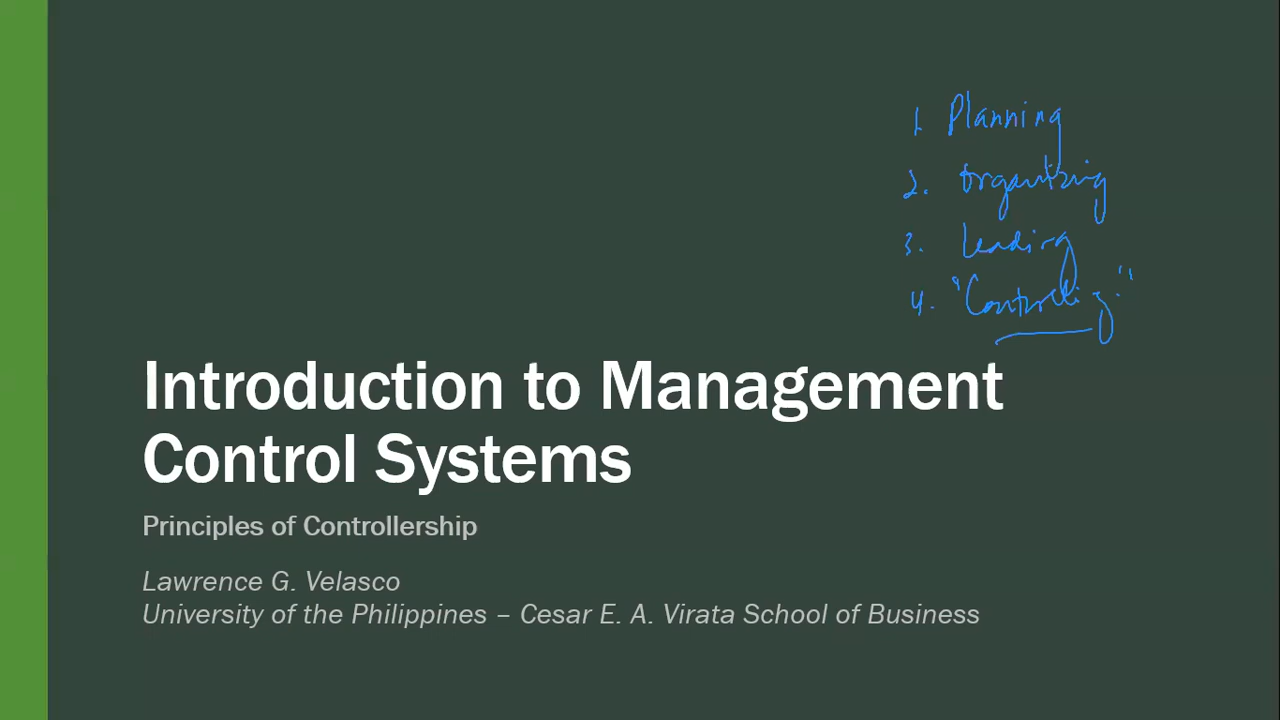 1. Planning
2. Organizing
3. Leading
4. "Controlling."
Introduction to Management
Control Systems
Principles of Controllership
Lawrence G. Velasco
University of the Philippines – Cesar E. A. Virata School of Business